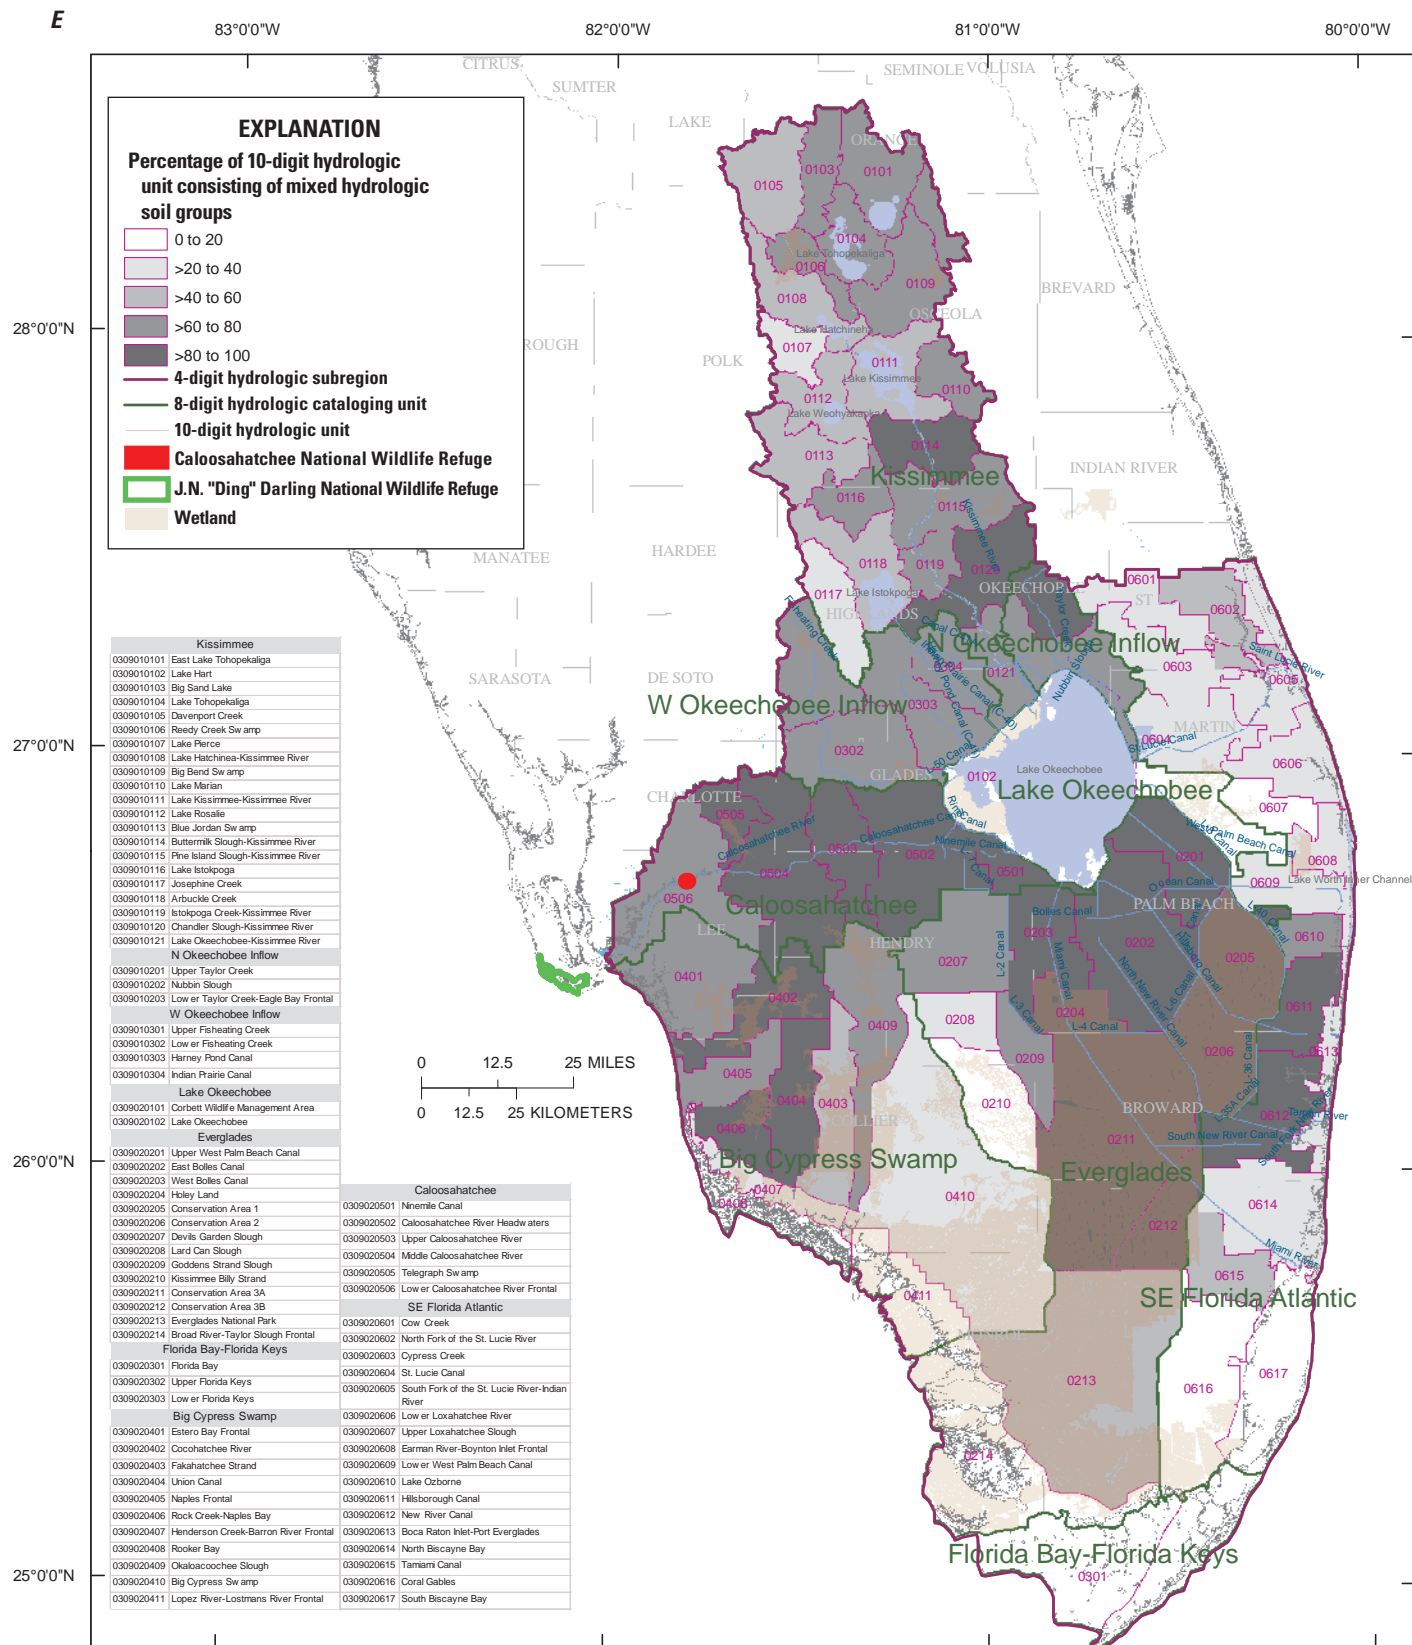 E
83°0'0"W
82°0'0"W
81°0'0"W
80°0'0"W
28°0'0"N
27°0'0"N
26°0'0"N
25°0'0"N
EXPLANATION
Percentage of 10-digit hydrologic
unit consisting of mixed hydrologic
soil groups
0 to 20
>20 to 40
>40 to 60
>60 to 80
>80 to 100
4-digit hydrologic subregion
8-digit hydrologic cataloging unit
10-digit hydrologic unit
Caloosahatchee National Wildlife Refuge
J.N. "Ding" Darling National Wildlife Refuge
Wetland
CITRUS
SUMTER
LAKE
SEMINOLE
VOLUSIA
ORANGE
BREVARD
OSCEOLA
ROUGH
POLK
INDIAN RIVER
MANATEE
HARDEE
OKEECHOBEE
HIGHLANDS
ST
SARASOTA
DE SOTO
MARTIN
GLADES
CHARLOTTE
LEE
HENDRY
PALM BEACH
COLLIER
BROWARD
0105
0103
0101
0104
Lake Tohopekaliga
0106
0109
0108
Lake Hatchineha
0107
0111
Lake Kissimmee
0110
0112
Lake Weohyakapka
0114
0113
Kissimmee
0116
0115
Kissimmee River
0118
0119
0120
0117
Lake Istokpoga
Fisheating Creek
Taylor Creek
N Okeechobee Inflow
0304
0121
Nubbin Slough
W Okeechobee Inflow
0303
0302
0102
Lake Okeechobee
Lake Okeechobee
0601
0602
0603
Saint Lucie River
0605
0604
St Lucie Canal
0606
0607
West Palm Beach Canal
0608
0609
Lake Worth Inner Channel
0505
Caloosahatchee River
0503
Caloosahatchee Canal
0502
Ninemile Canal
0504
0501
0506
Caloosahatchee
0201
Ocean Canal
Bolles Canal
0203
0202
Hillsboro Canal
L-40 Canal
0205
0610
0207
L-2 Canal
Miami Canal
North New River Canal
L-6 Canal
0401
0402
0409
0208
L-3 Canal
0204
L-4 Canal
0611
0209
0206
L-36 Canal
0613
0405
0404
0403
0210
L-35A Canal
0612
0406
0211
South New River Canal
Big Cypress Swamp
Everglades
0407
0408
0410
0212
0614
Miami River
0615
SE Florida Atlantic
0411
0213
0616
0617
0214
Florida Bay-Florida Keys
0301
0 12.5 25 MILES
0 12.5 25 KILOMETERS
Kissimmee
0309010101 East Lake Tohopekaliga
0309010102 Lake Hart
0309010103 Big Sand Lake
0309010104 Lake Tohopekaliga
0309010105 Davenport Creek
0309010106 Reedy Creek Swamp
0309010107 Lake Pierce
0309010108 Lake Hatchinea-Kissimmee River
0309010109 Big Bend Swamp
0309010110 Lake Marian
0309010111 Lake Kissimmee-Kissimmee River
0309010112 Lake Rosalie
0309010113 Blue Jordan Swamp
0309010114 Buttermilk Slough-Kissimmee River
0309010115 Pine Island Slough-Kissimmee River
0309010116 Lake Istokpoga
0309010117 Josephine Creek
0309010118 Arbuckle Creek
0309010119 Istokpoga Creek-Kissimmee River
0309010120 Chandler Slough-Kissimmee River
0309010121 Lake Okeechobee-Kissimmee River
N Okeechobee Inflow
0309010201 Upper Taylor Creek
0309010202 Nubbin Slough
0309010203 Lower Taylor Creek-Eagle Bay Frontal
W Okeechobee Inflow
0309010301 Upper Fisheating Creek
0309010302 Lower Fisheating Creek
0309010303 Harney Pond Canal
0309010304 Indian Prairie Canal
Lake Okeechobee
0309020101 Corbett Wildlife Management Area
0309020102 Lake Okeechobee
Everglades
0309020201 Upper West Palm Beach Canal
0309020202 East Bolles Canal
0309020203 West Bolles Canal
0309020204 Holey Land
0309020205 Conservation Area 1
0309020206 Conservation Area 2
0309020207 Devils Garden Slough
0309020208 Lard Can Slough
0309020209 Goddens Strand Slough
0309020210 Kissimmee Billy Strand
0309020211 Conservation Area 3A
0309020212 Conservation Area 3B
0309020213 Everglades National Park
0309020214 Broad River-Taylor Slough Frontal
Florida Bay-Florida Keys
0309020301 Florida Bay
0309020302 Upper Florida Keys
0309020303 Lower Florida Keys
Big Cypress Swamp
0309020401 Estero Bay Frontal
0309020402 Cocohatchee River
0309020403 Fakahatchee Strand
0309020404 Union Canal
0309020405 Naples Frontal
0309020406 Rock Creek-Naples Bay
0309020407 Henderson Creek-Barron River Frontal
0309020408 Rooker Bay
0309020409 Okaloacoochee Slough
0309020410 Big Cypress Swamp
0309020411 Lopez River-Lostmans River Frontal
Caloosahatchee
0309020501 Ninemile Canal
0309020502 Caloosahatchee River Headwaters
0309020503 Upper Caloosahatchee River
0309020504 Middle Caloosahatchee River
0309020505 Telegraph Swamp
0309020506 Lower Caloosahatchee River Frontal
SE Florida Atlantic
0309020601 Cow Creek
0309020602 North Fork of the St. Lucie River
0309020603 Cypress Creek
0309020604 St. Lucie Canal
0309020605 South Fork of the St. Lucie River-Indian
River
0309020606 Lower Loxahatchee River
0309020607 Upper Loxahatchee Slough
0309020608 Earman River-Boynton Inlet Frontal
0309020609 Lower West Palm Beach Canal
0309020610 Lake Ozborne
0309020611 Hillsborough Canal
0309020612 New River Canal
0309020613 Boca Raton Inlet-Port Everglades
0309020614 North Biscayne Bay
0309020615 Tamiami Canal
0309020616 Coral Gables
0309020617 South Biscayne Bay